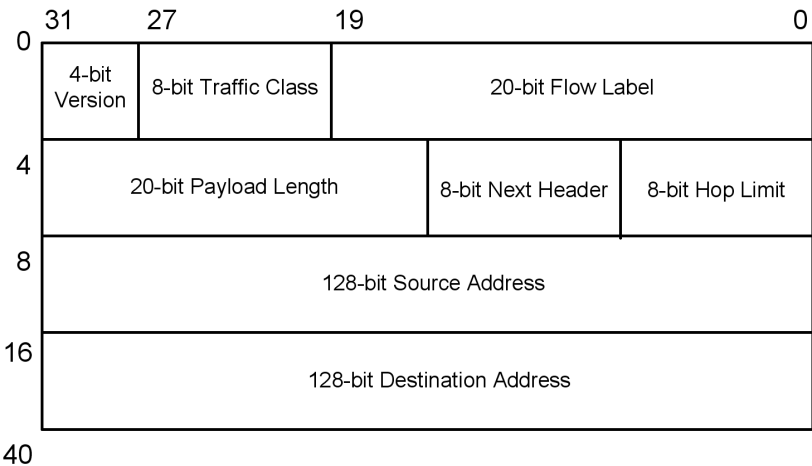 31 27 19 0
0
4-bit
Version
8-bit Traffic Class
20-bit Flow Label
4
20-bit Payload Length
8-bit Next Header
8-bit Hop Limit
8
128-bit Source Address
16
128-bit Destination Address
40